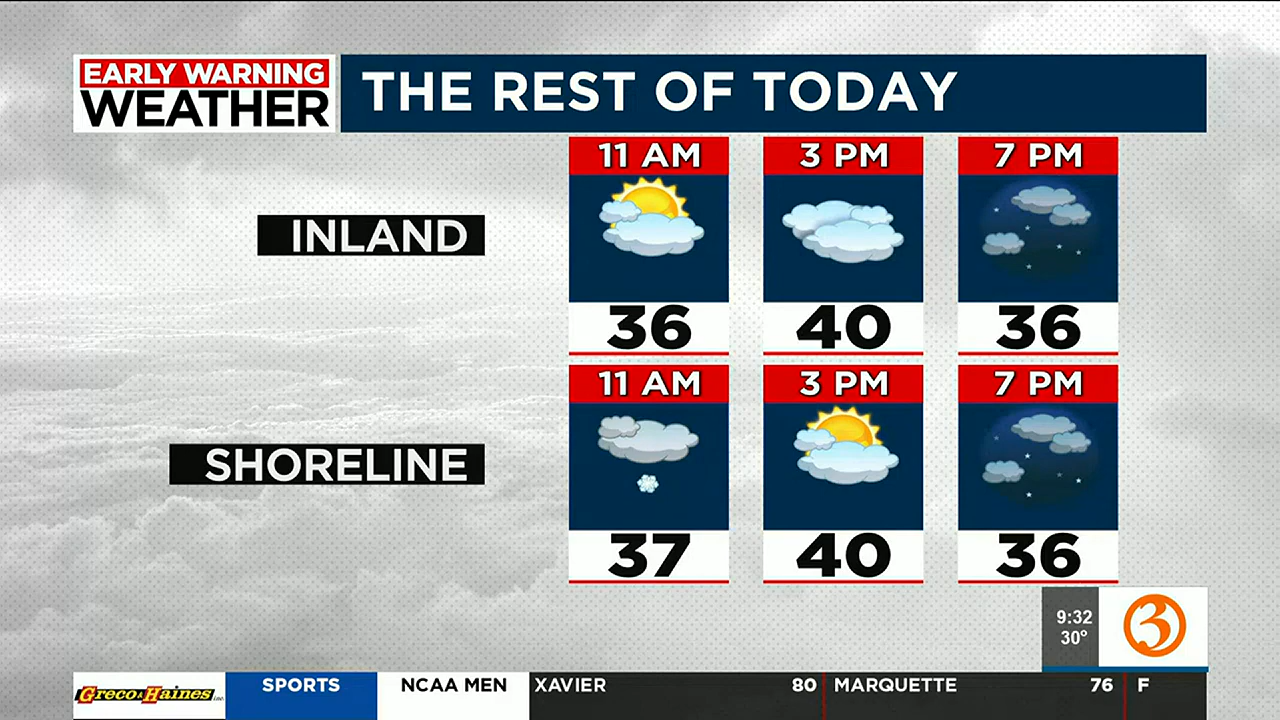 EARLY WARNING
WEATHER
THE REST OF TODAY
11 AM
3 PM
7 PM
INLAND
36
40
36
11 AM
3 PM
7 PM
SHORELINE
37
40
36
9:32
30°
3
Greco & Haines inc.
SPORTS
NCAA MEN
XAVIER
80
MARQUETTE
76
F